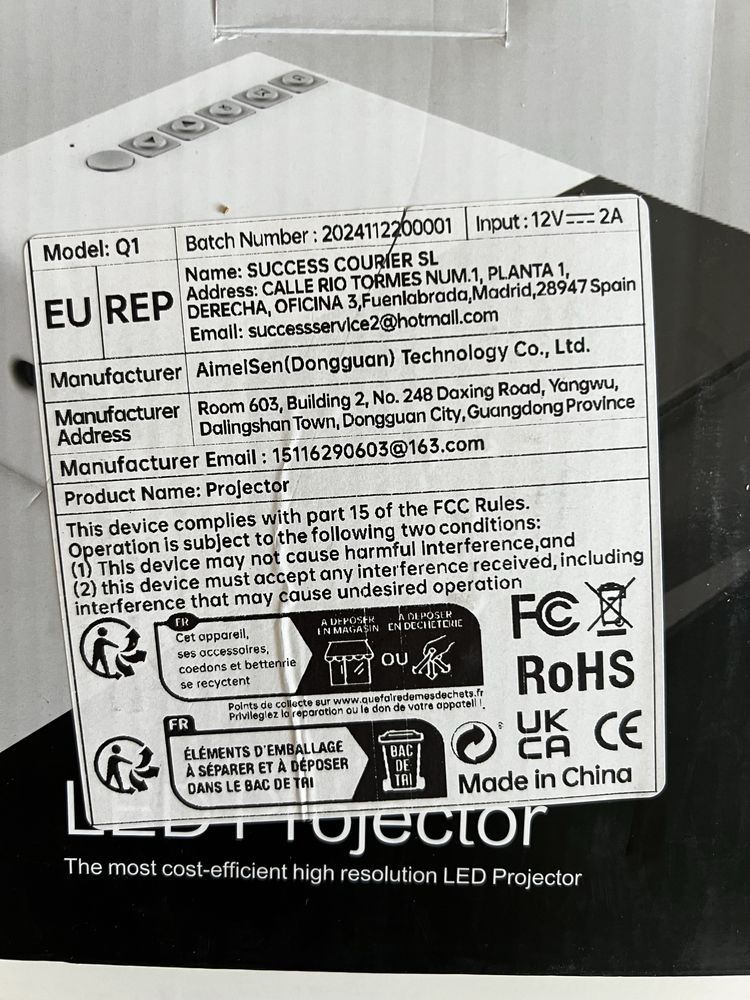 Model: Q1
Batch Number : 2024112200001
Input : 12V 2A
EU REP
Name: SUCCESS COURIER SL
Address: CALLE RIO TORMES NUM.1, PLANTA 1,
DERECHA, OFICINA 3,Fuenlabrada,Madrid,28947 Spain
Email: successservice2@hotmail.com
Manufacturer
AimelSen(Dongguan) Technology Co., Ltd.
Manufacturer
Address
Room 603, Building 2, No. 248 Daxing Road, Yangwu,
Dalingshan Town, Dongguan City,Guangdong Province
Manufacturer Email : 15116290603@163.com
Product Name: Projector
This device complies with part 15 of the FCC Rules.
Operation is subject to the following two conditions:
(1) This device may not cause harmful Interference,and
(2) this device must accept any interference received, including
interference that may cause undesired operation
FR
Cet appareil,
ses accessoires,
coedons et bettenrie
se recyclent
A DEPOSER
EN MAGASIN
OU
A DEPOSER
EN DECHETERIE
Points de collecte sur www.quefairedemesdechets.fr
Privilegiez la reparation ou le don de votre appareil !
FR
ÉLÉMENTS D'EMBALLAGE
À SÉPARER ET À DÉPOSER
DANS LE BAC DE TRI
BAC
DE
TRI
FC
RoHS
UK
CA
CE
Made in China
LED Projector
The most cost-efficient high resolution LED Projector